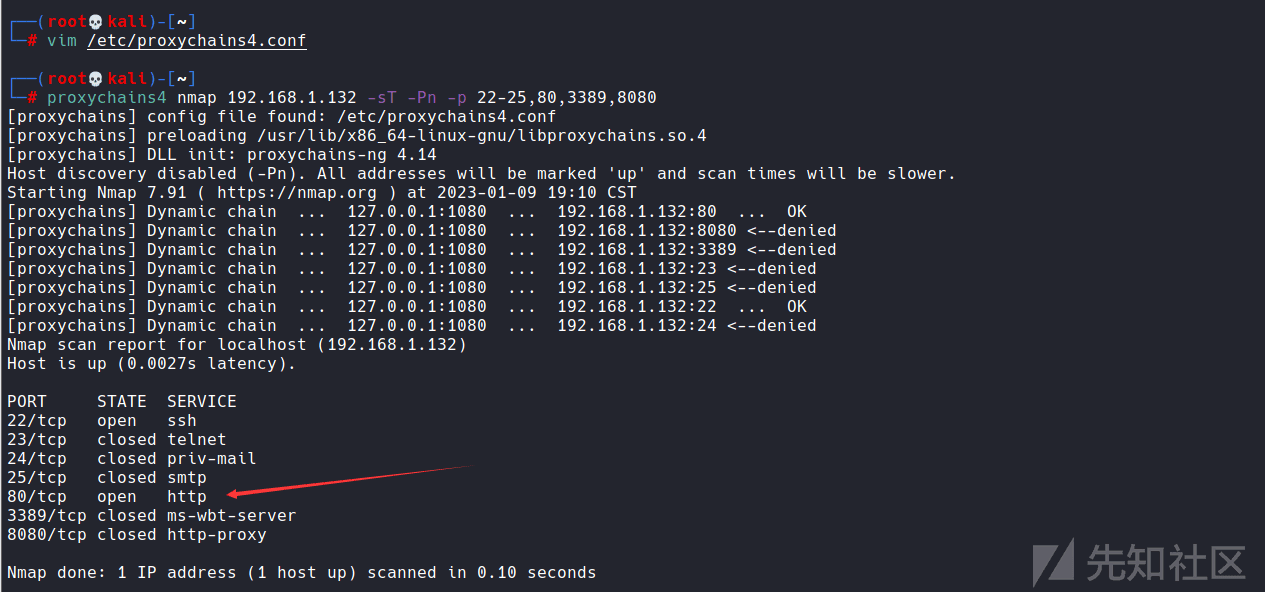 ┌──(root💀kali)-[~]
└─# vim /etc/proxychains4.conf
┌──(root💀kali)-[~]
└─# proxychains4 nmap 192.168.1.132 -sT -Pn -p 22-25,80,3389,8080
[proxychains] config file found: /etc/proxychains4.conf
[proxychains] preloading /usr/lib/x86_64-linux-gnu/libproxychains.so.4
[proxychains] DLL init: proxychains-ng 4.14
Host discovery disabled (-Pn). All addresses will be marked 'up' and scan times will be slower.
Starting Nmap 7.91 ( https://nmap.org ) at 2023-01-09 19:10 CST
[proxychains] Dynamic chain  ...  127.0.0.1:1080  ...  192.168.1.132:80  ...  OK
[proxychains] Dynamic chain  ...  127.0.0.1:1080  ...  192.168.1.132:8080 <--denied
[proxychains] Dynamic chain  ...  127.0.0.1:1080  ...  192.168.1.132:3389 <--denied
[proxychains] Dynamic chain  ...  127.0.0.1:1080  ...  192.168.1.132:23 <--denied
[proxychains] Dynamic chain  ...  127.0.0.1:1080  ...  192.168.1.132:25 <--denied
[proxychains] Dynamic chain  ...  127.0.0.1:1080  ...  192.168.1.132:22  ...  OK
[proxychains] Dynamic chain  ...  127.0.0.1:1080  ...  192.168.1.132:24 <--denied
Nmap scan report for localhost (192.168.1.132)
Host is up (0.0027s latency).
PORT     STATE  SERVICE
22/tcp   open   ssh
23/tcp   closed telnet
24/tcp   closed priv-mail
25/tcp   closed smtp
80/tcp   open   http
3389/tcp closed ms-wbt-server
8080/tcp closed http-proxy
Nmap done: 1 IP address (1 host up) scanned in 0.10 seconds
先知社区